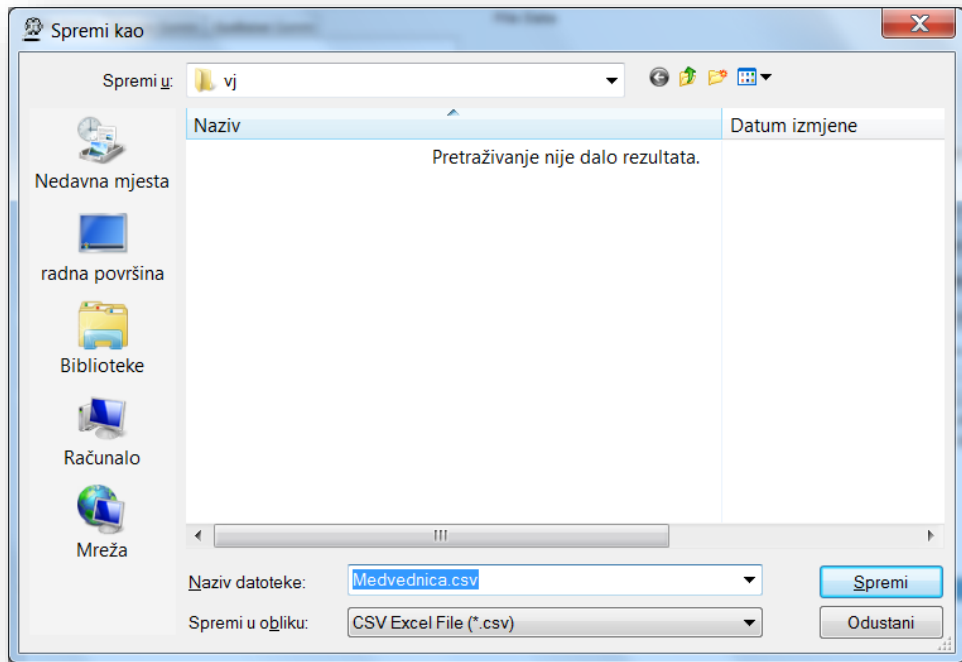 Spremi kao
Spremi u:
vj
Naziv
Datum izmjene
Pretraživanje nije dalo rezultata.
Nedavna mjesta
radna površina
Biblioteke
Računalo
Mreža
Naziv datoteke:
Medvednica.csv
Spremi
Spremi u obliku:
CSV Excel File (*.csv)
Odustani